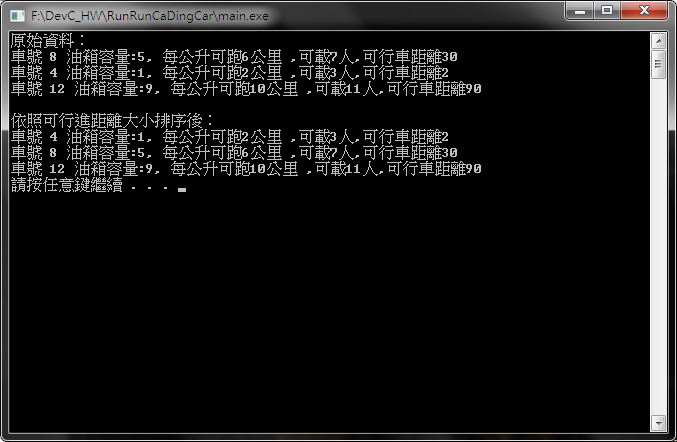 F:\DevC_HW\RunRunCaDingCar\main.exe
原始資料：
車號 8 油箱容量:5, 每公升可跑6公里 ,可載7人,可行車距離30
車號 4 油箱容量:1, 每公升可跑2公里 ,可載3人,可行車距離2
車號 12 油箱容量:9, 每公升可跑10公里 ,可載11人,可行車距離90
依照可行進距離大小排序後：
車號 4 油箱容量:1, 每公升可跑2公里 ,可載3人,可行車距離2
車號 8 油箱容量:5, 每公升可跑6公里 ,可載7人,可行車距離30
車號 12 油箱容量:9, 每公升可跑10公里 ,可載11人,可行車距離90
請按任意鍵繼續 . . .